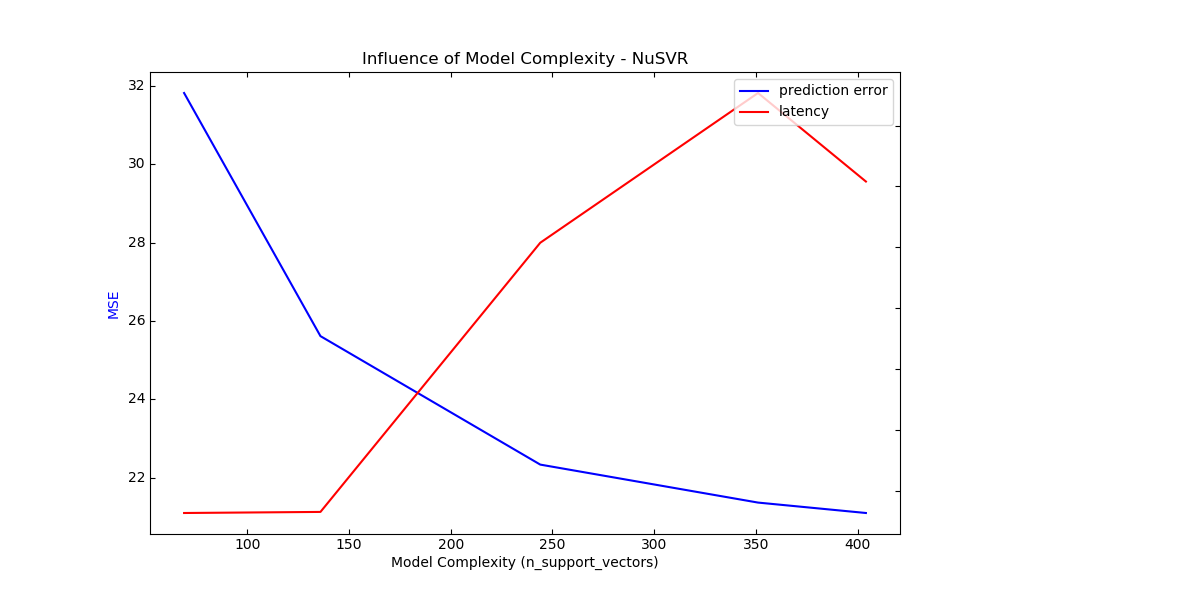 Influence of Model Complexity - NuSVR
prediction error
latency
32
30
28
26
24
22
MSE
100 150 200 250 300 350 400
Model Complexity (n_support_vectors)